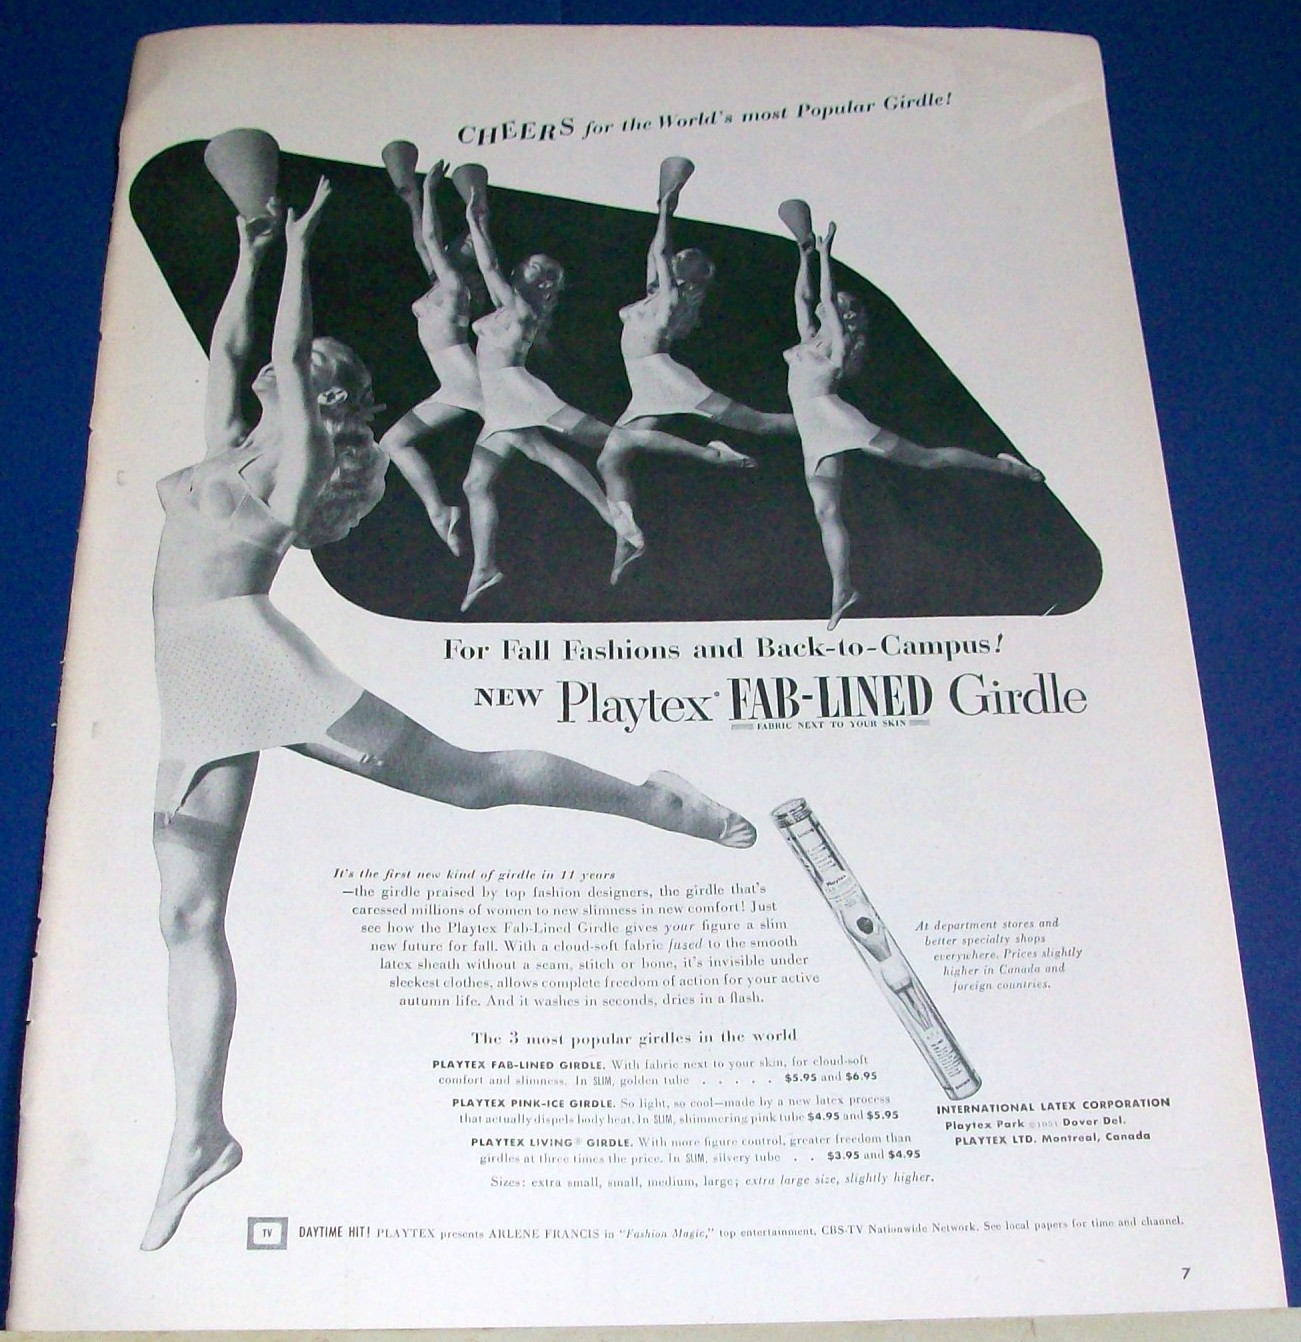 CHEERS for the World's most Popular Girdle!
For Fall Fashions and Back-to-Campus!
NEW Playtex® FAB-LINED Girdle
FABRIC NEXT TO YOUR SKIN
It's the first new kind of girdle in 11 years
—the girdle praised by top fashion designers, the girdle that's
caressed millions of women to new slimness in new comfort! Just
see how the Playtex Fab-Lined Girdle gives your figure a slim
new future for fall. With a cloud-soft fabric fused to the smooth
latex sheath without a seam, stitch or bone, it's invisible under
sleekest clothes, allows complete freedom of action for your active
autumn life. And it washes in seconds, dries in a flash.
At department stores and
better specialty shops
everywhere. Prices slightly
higher in Canada and
foreign countries.
The 3 most popular girdles in the world
PLAYTEX FAB-LINED GIRDLE. With fabric next to your skin, for cloud-soft
comfort and slimness. In SLIM, golden tube . . . . . $5.95 and $6.95
PLAYTEX PINK-ICE GIRDLE. So light, so cool—made by a new latex process
that actually dispels body heat. In SLIM, shimmering pink tube $4.95 and $5.95
PLAYTEX LIVING® GIRDLE. With more figure control, greater freedom than
girdles at three times the price. In SLIM, silvery tube . . $3.95 and $4.95
Sizes: extra small, small, medium, large; extra large size, slightly higher.
INTERNATIONAL LATEX CORPORATION
Playtex Park ©1951 Dover Del.
PLAYTEX LTD. Montreal, Canada
TV DAYTIME HIT! PLAYTEX presents ARLENE FRANCIS in "Fashion Magic," top entertainment, CBS-TV Nationwide Network. See local papers for time and channel.
7